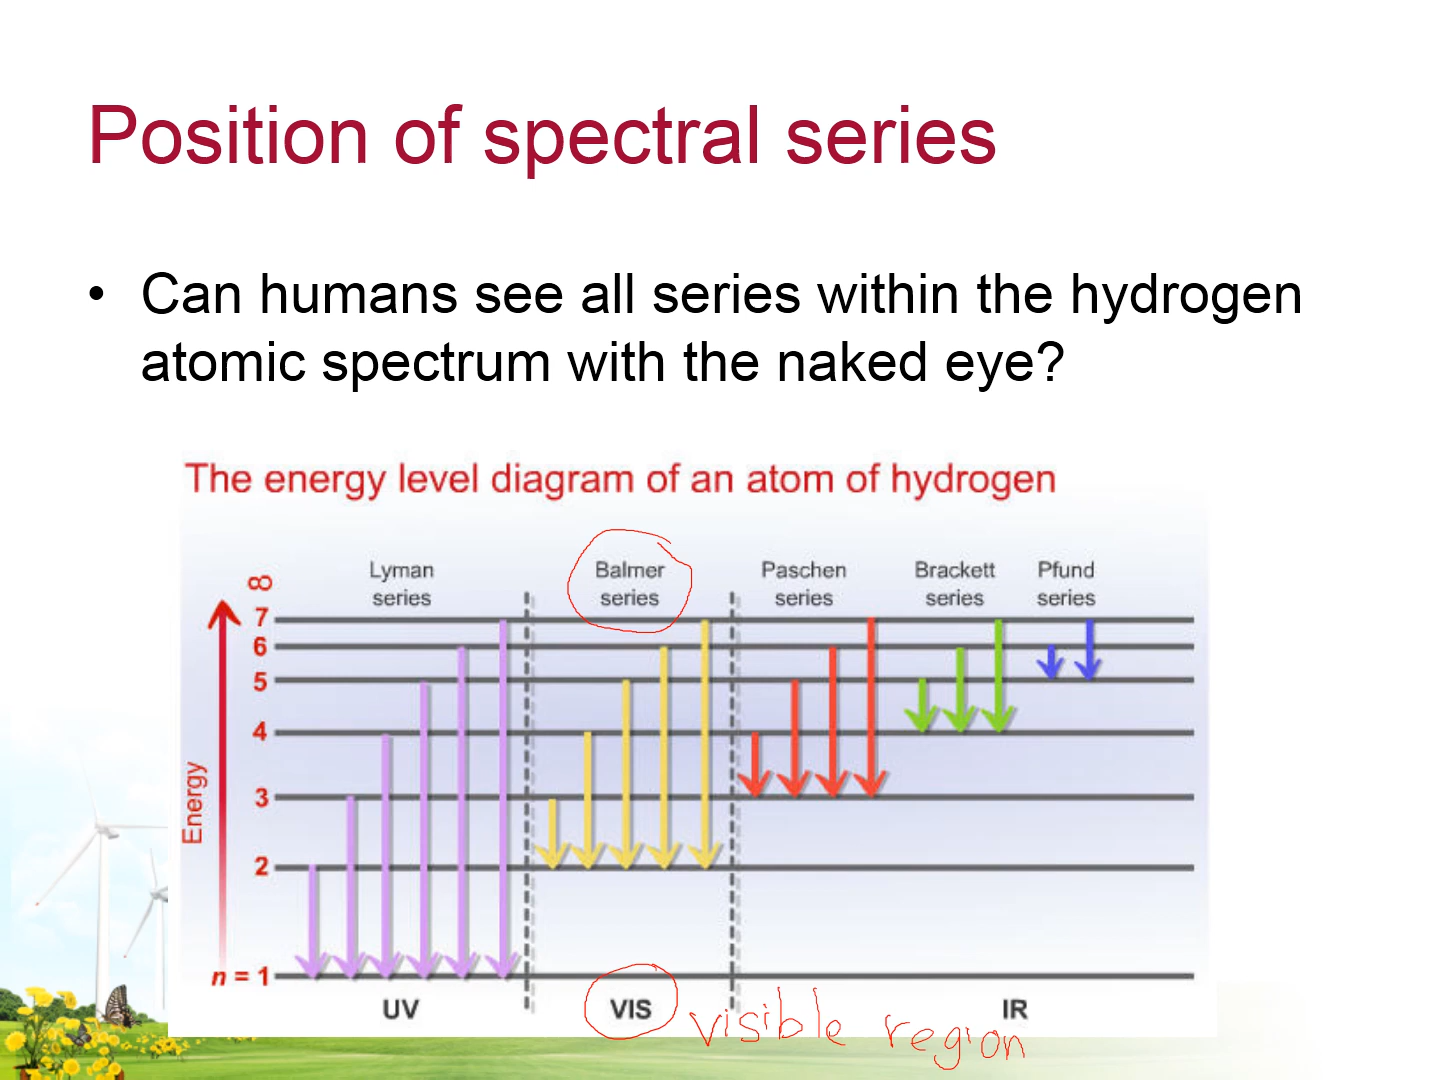 Position of spectral series
• Can humans see all series within the hydrogen
atomic spectrum with the naked eye?
The energy level diagram of an atom of hydrogen
Lyman series
Balmer series
Paschen series
Brackett series
Pfund series
∞
7
6
5
4
3
2
n = 1
Energy
UV
VIS
visible region
IR